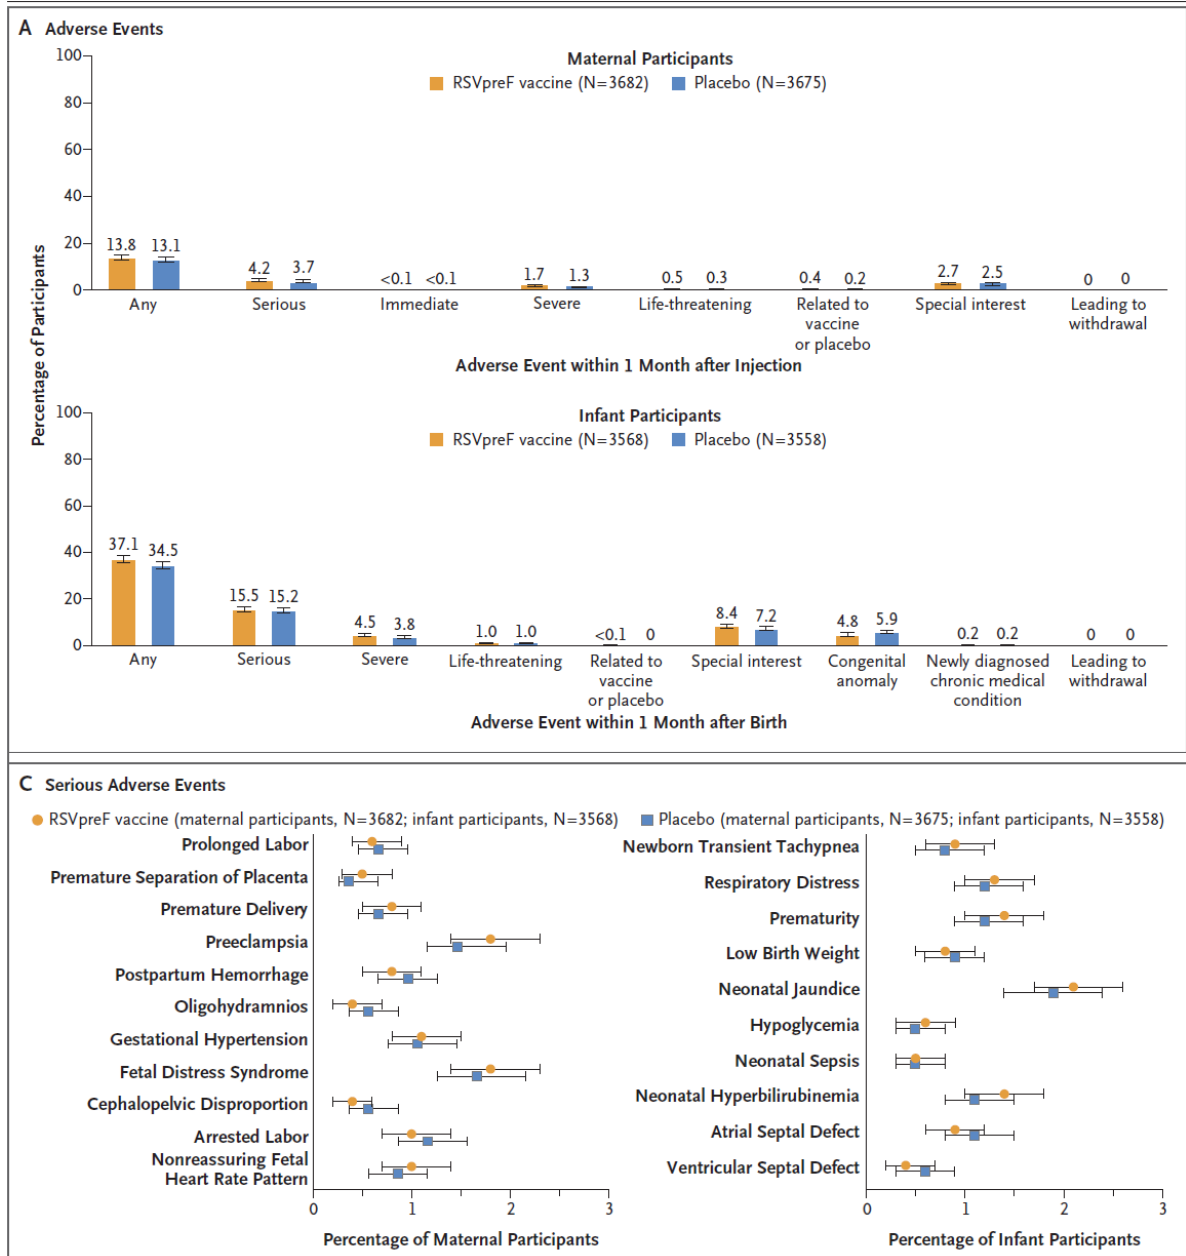 A Adverse Events
Percentage of Participants
Maternal Participants
RSVpreF vaccine (N=3682) Placebo (N=3675)
100
80
60
40
20
0
13.8 13.1 4.2 3.7 <0.1 <0.1 1.7 1.3 0.5 0.3 0.4 0.2 2.7 2.5 0 0
Any Serious Immediate Severe Life-threatening Related to Special interest Leading to
vaccine withdrawal
or placebo
Adverse Event within 1 Month after Injection
Infant Participants
RSVpreF vaccine (N=3568) Placebo (N=3558)
100
80
60
40
20
0
37.1 34.5 15.5 15.2 4.5 3.8 1.0 1.0 <0.1 0 8.4 7.2 4.8 5.9 0.2 0.2 0 0
Any Serious Severe Life-threatening Related to Special interest Congenital Newly diagnosed Leading to
vaccine anomaly chronic medical withdrawal
or placebo condition
Adverse Event within 1 Month after Birth
C Serious Adverse Events
RSVpreF vaccine (maternal participants, N=3682; infant participants, N=3568) Placebo (maternal participants, N=3675; infant participants, N=3558)
Prolonged Labor
Premature Separation of Placenta
Premature Delivery
Preeclampsia
Postpartum Hemorrhage
Oligohydramnios
Gestational Hypertension
Fetal Distress Syndrome
Cephalopelvic Disproportion
Arrested Labor
Nonreassuring Fetal
Heart Rate Pattern
0 1 2 3
Percentage of Maternal Participants
Newborn Transient Tachypnea
Respiratory Distress
Prematurity
Low Birth Weight
Neonatal Jaundice
Hypoglycemia
Neonatal Sepsis
Neonatal Hyperbilirubinemia
Atrial Septal Defect
Ventricular Septal Defect
0 1 2 3
Percentage of Infant Participants